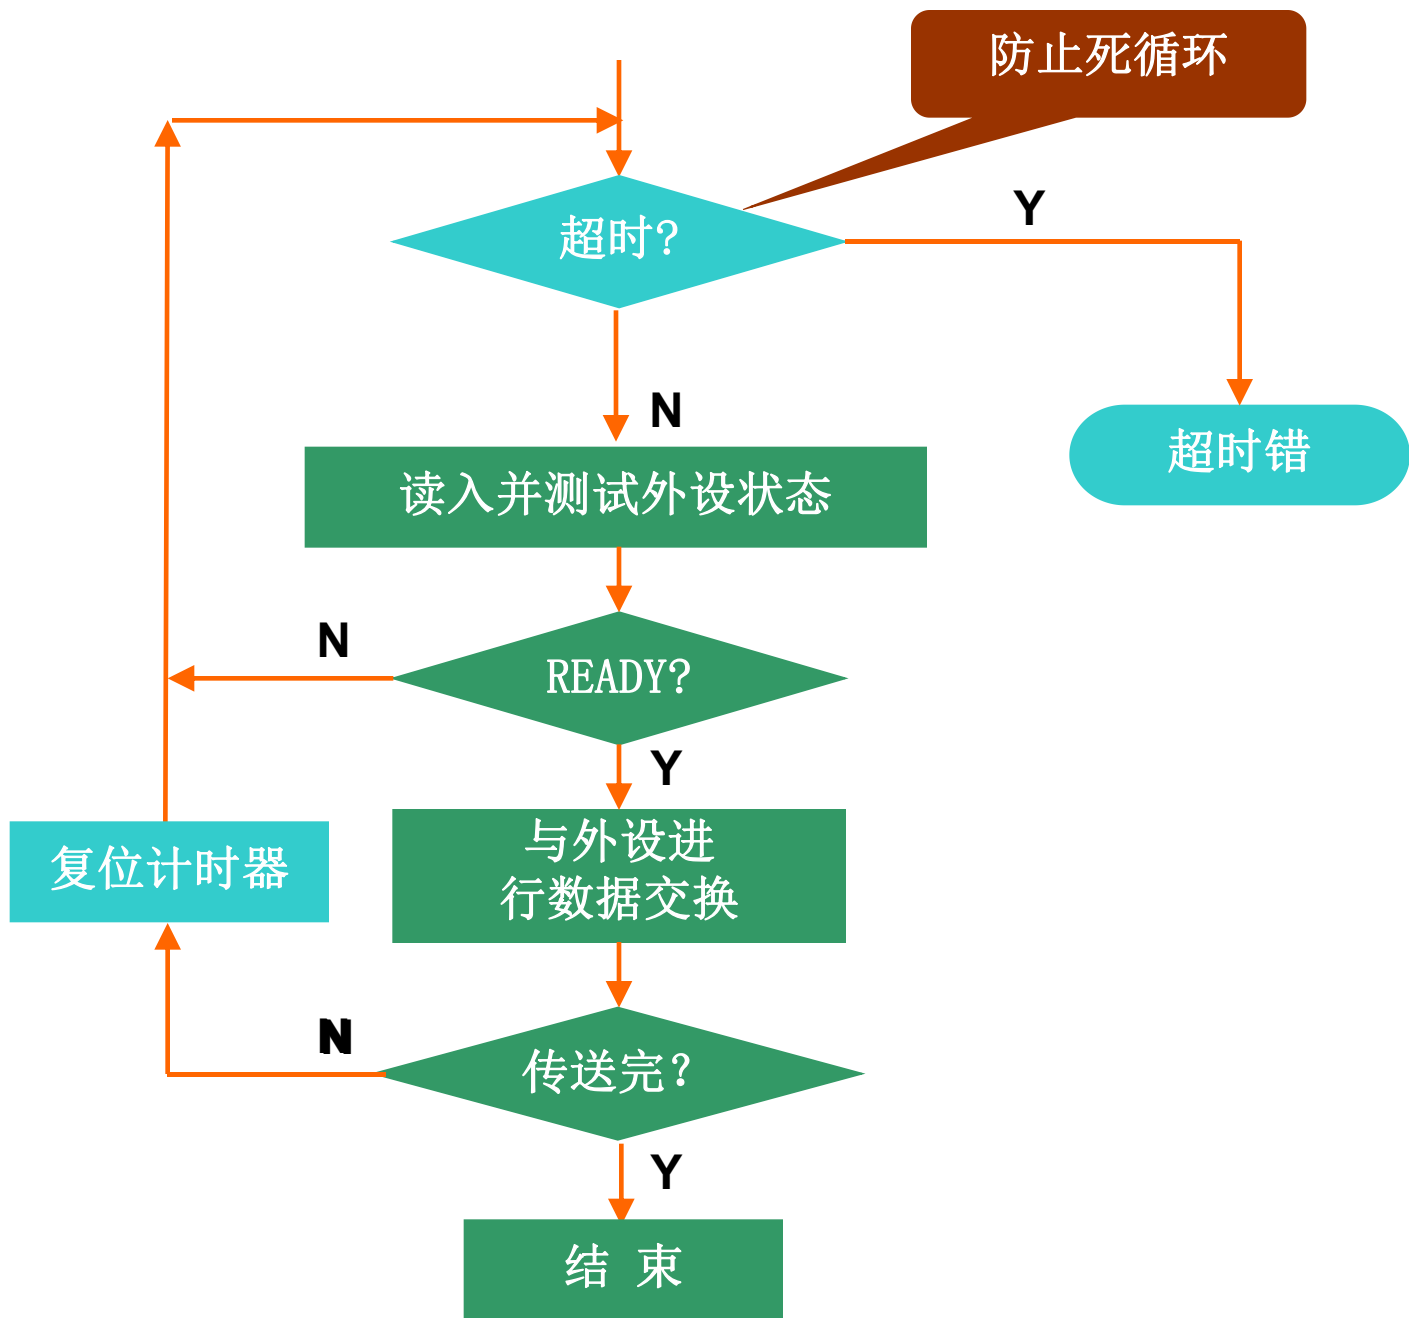 防止死循环
超时?
Y
N
超时错
读入并测试外设状态
N
READY?
Y
与外设进
行数据交换
复位计时器
N
传送完?
Y
结 束